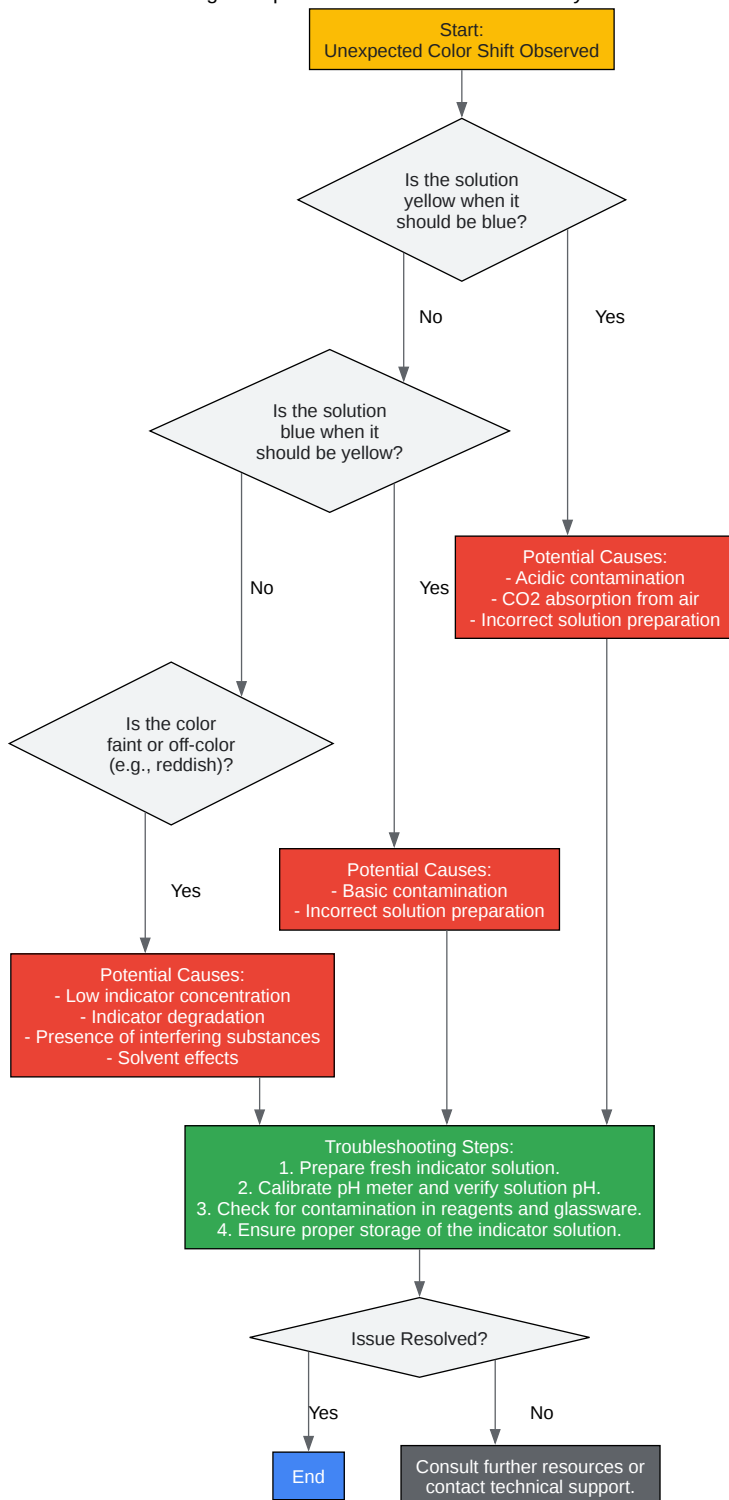 Start:
Unexpected Color Shift Observed
Is the solution
yellow when it
should be blue?
No
Yes
Is the solution
blue when it
should be yellow?
Potential Causes:
- Acidic contamination
- CO2 absorption from air
- Incorrect solution preparation
No
Yes
Is the color
faint or off-color
(e.g., reddish)?
Potential Causes:
- Basic contamination
- Incorrect solution preparation
Yes
Potential Causes:
- Low indicator concentration
- Indicator degradation
- Presence of interfering substances
- Solvent effects
Troubleshooting Steps:
1. Prepare fresh indicator solution.
2. Calibrate pH meter and verify solution pH.
3. Check for contamination in reagents and glassware.
4. Ensure proper storage of the indicator solution.
Issue Resolved?
Yes
No
End
Consult further resources or
contact technical support.